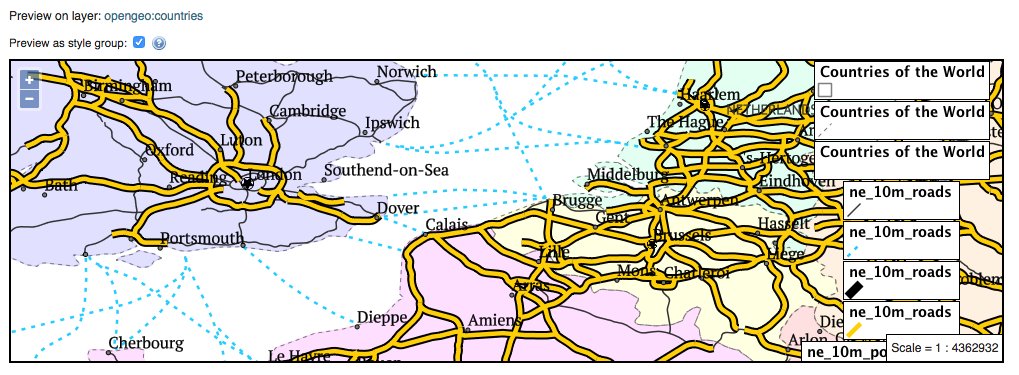 Preview on layer: opengeo:countries
Preview as style group:
Birmingham
Peterborough
Norwich
Cambridge
Ipswich
Oxford
Luton
Reading
London
Southend-on-Sea
Bath
Dover
Portsmouth
Calais
Dieppe
Cherbourg
Le Havre
Amiens
Arras
Lille
Brugge
Gent
Middelburg
Antwerpen
Brussels
Mons
Charleroi
Hasselt
Liege
Eindhoven
The Hague
Haarlem
NETHERLANDS
Arlon
Countries of the World
Countries of the World
Countries of the World
ne_10m_roads
ne_10m_roads
ne_10m_roads
ne_10m_roads
ne_10m_po
Scale = 1 : 4362932